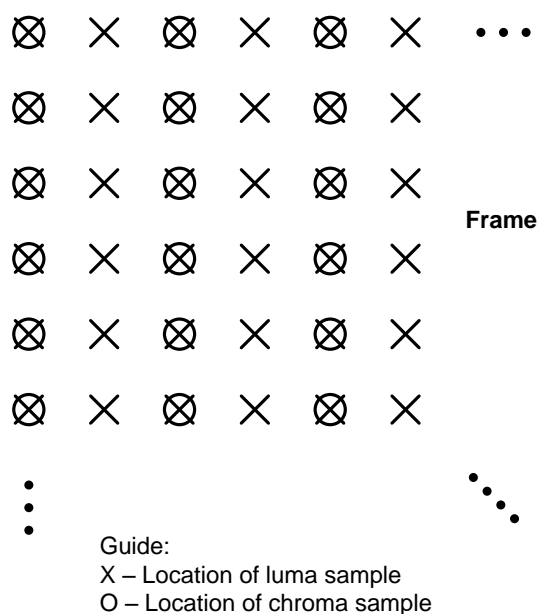 Frame
Guide:
X – Location of luma sample
O – Location of chroma sample